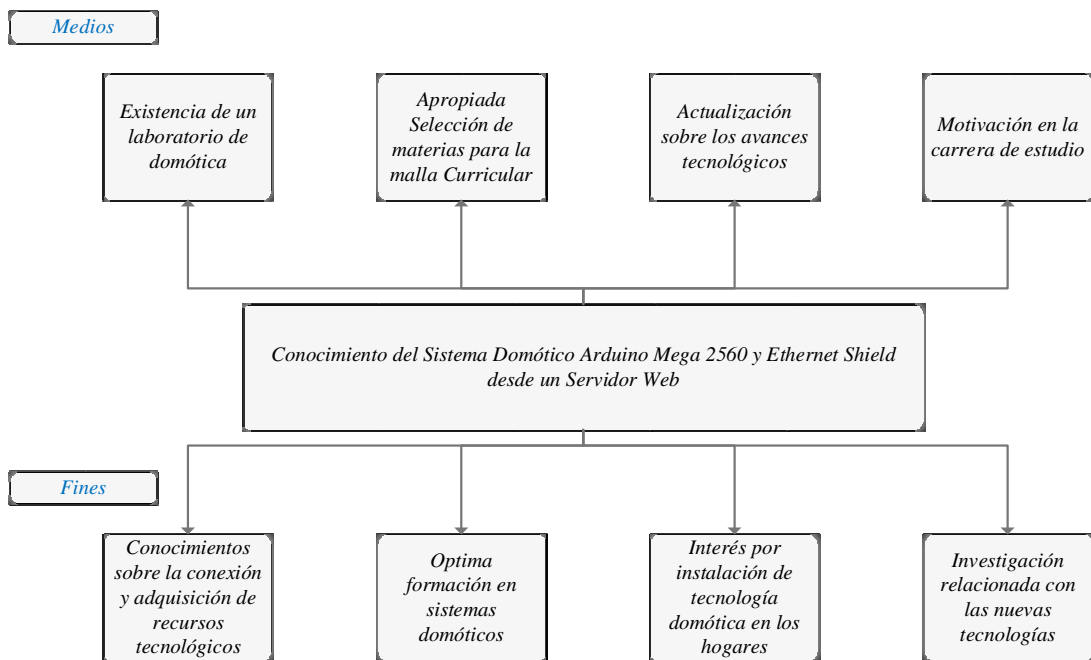 Medios
Existencia de un
laboratorio de
domótica
Apropiada
Selección de
materias para la
malla Curricular
Actualización
sobre los avances
tecnológicos
Motivación en la
carrera de estudio
Conocimiento del Sistema Domótico Arduino Mega 2560 y Ethernet Shield
desde un Servidor Web
Fines
Conocimientos
sobre la conexión
y adquisición de
recursos
tecnológicos
Optima
formación en
sistemas
domóticos
Interés por
instalación de
tecnología
domótica en los
hogares
Investigación
relacionada con
las nuevas
tecnologías